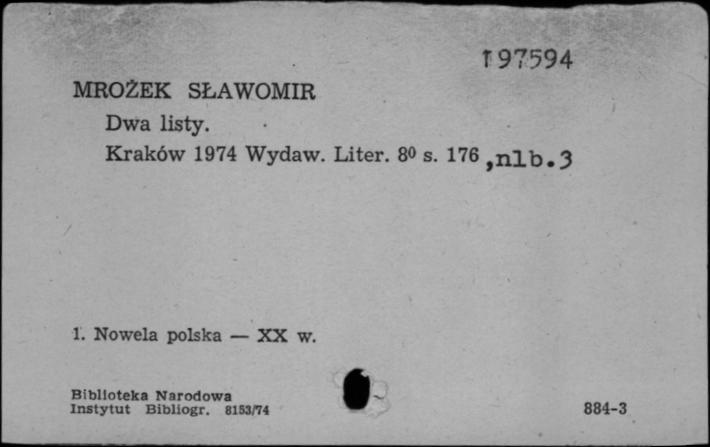 T 97594
MROŻEK SŁAWOMIR
Dwa listy.
Kraków 1974 Wydaw. Liter. 8⁰ s. 176 ,nlb.3
1. Nowela polska — XX w.
Biblioteka Narodowa
Instytut Bibliogr. 8153/74
884-3